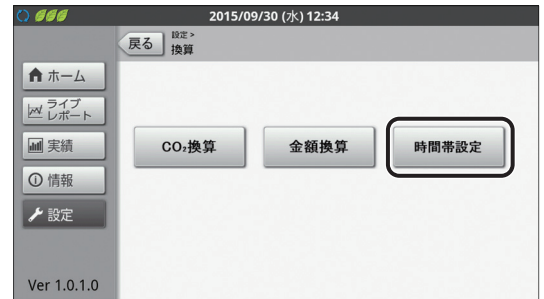 2015/09/30 (水) 12:34
戻る
設定 >
換算
ホーム
ライブ
レポート
実績
情報
設定
CO₂換算
金額換算
時間帯設定
Ver 1.0.1.0